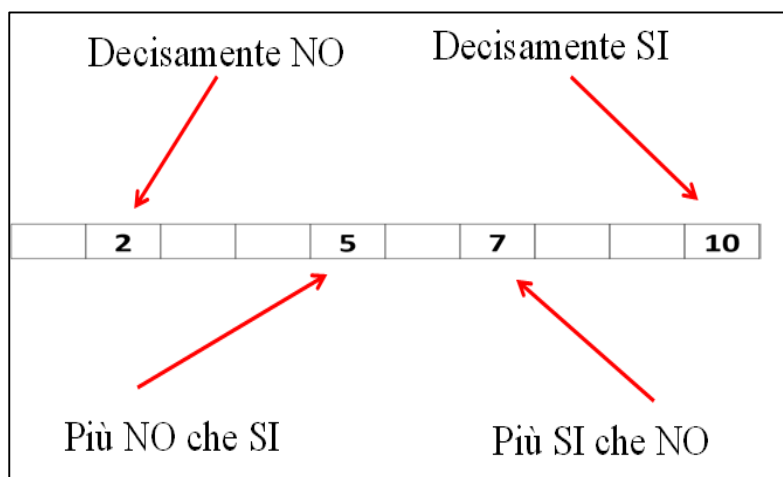 Decisamente NO
Decisamente SI
2 5 7 10
Più NO che SI
Più SI che NO